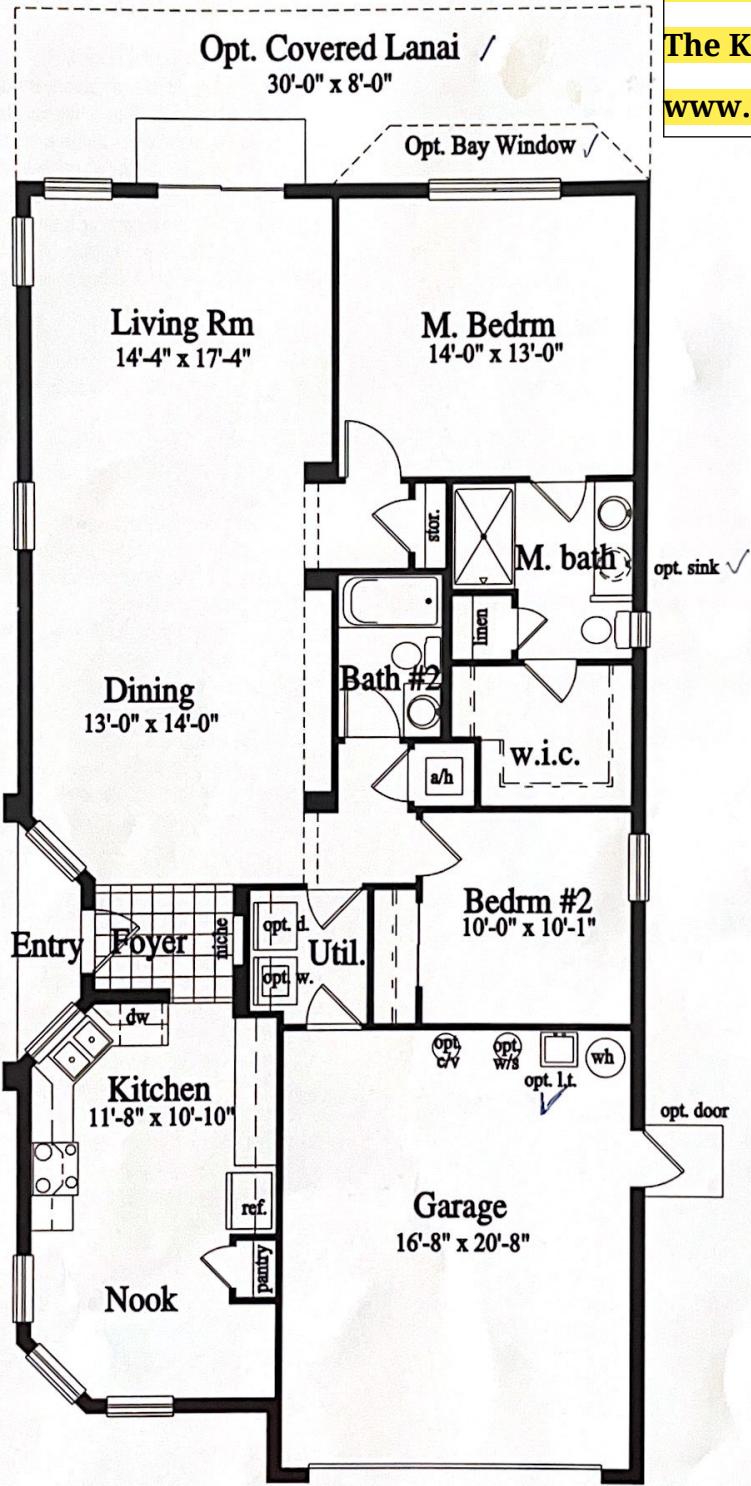 Opt. Covered Lanai
30'-0" x 8'-0"
The K
www.
Opt. Bay Window
Living Rm
14'-4" x 17'-4"
M. Bedrm
14'-0" x 13'-0"
stor.
M. bath
opt. sink
linen
Bath #2
Dining
13'-0" x 14'-0"
w.i.c.
a/h
Bedrm #2
10'-0" x 10'-1"
Entry
Foyer
niche
opt. d.
Util.
opt. w.
dw
opt. c/v
opt. w/s
opt. l.t.
wh
Kitchen
11'-8" x 10'-10"
opt. door
ref.
Garage
16'-8" x 20'-8"
pantry
Nook